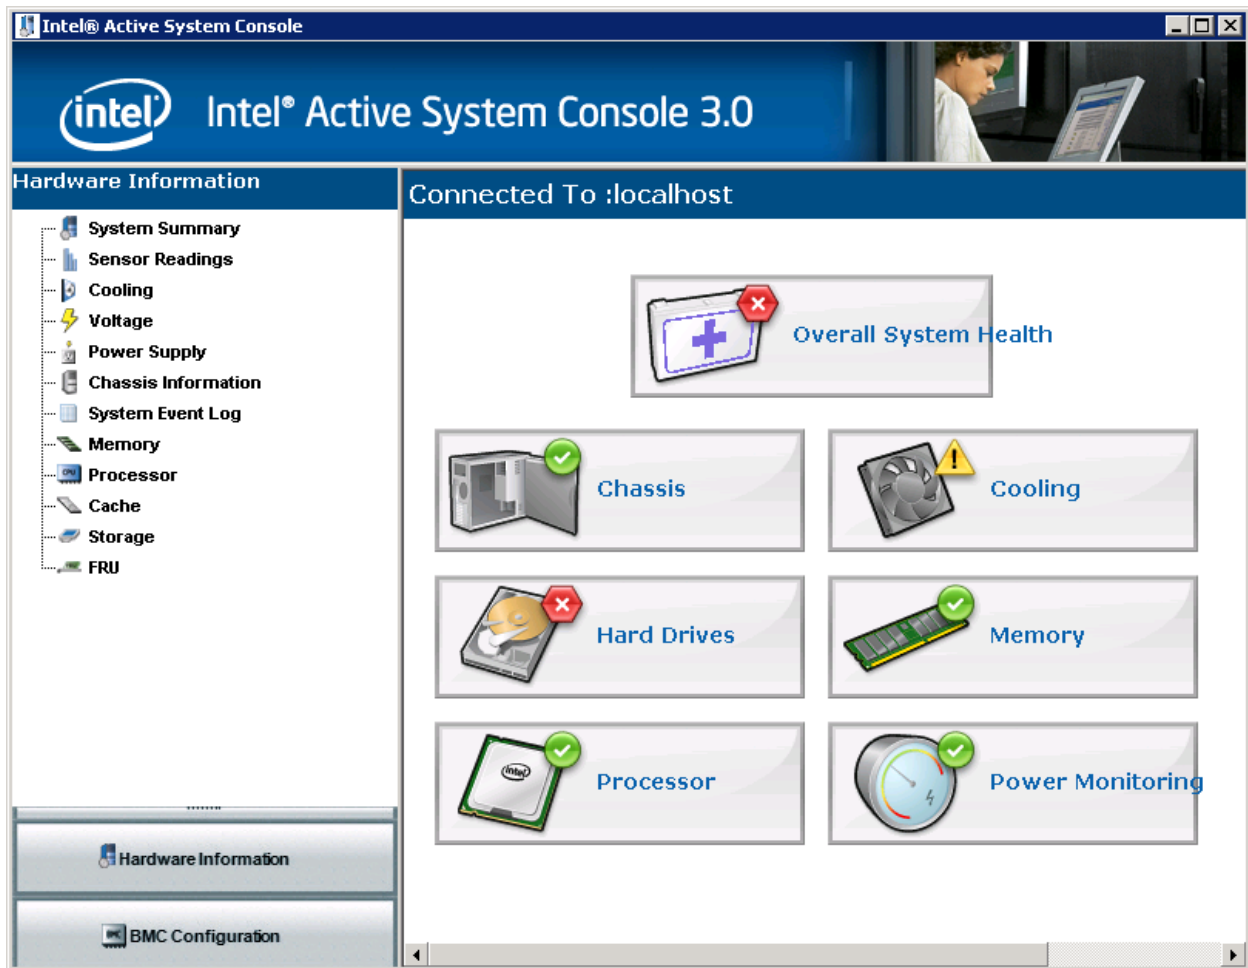 Intel® Active System Console
intel Intel® Active System Console 3.0
Hardware Information
Connected To :localhost
System Summary
Sensor Readings
Cooling
Voltage
Power Supply
Chassis Information
System Event Log
Memory
Processor
Cache
Storage
FRU
Overall System Health
Chassis
Cooling
Hard Drives
Memory
intel
Processor
Power Monitoring
Hardware Information
BMC Configuration